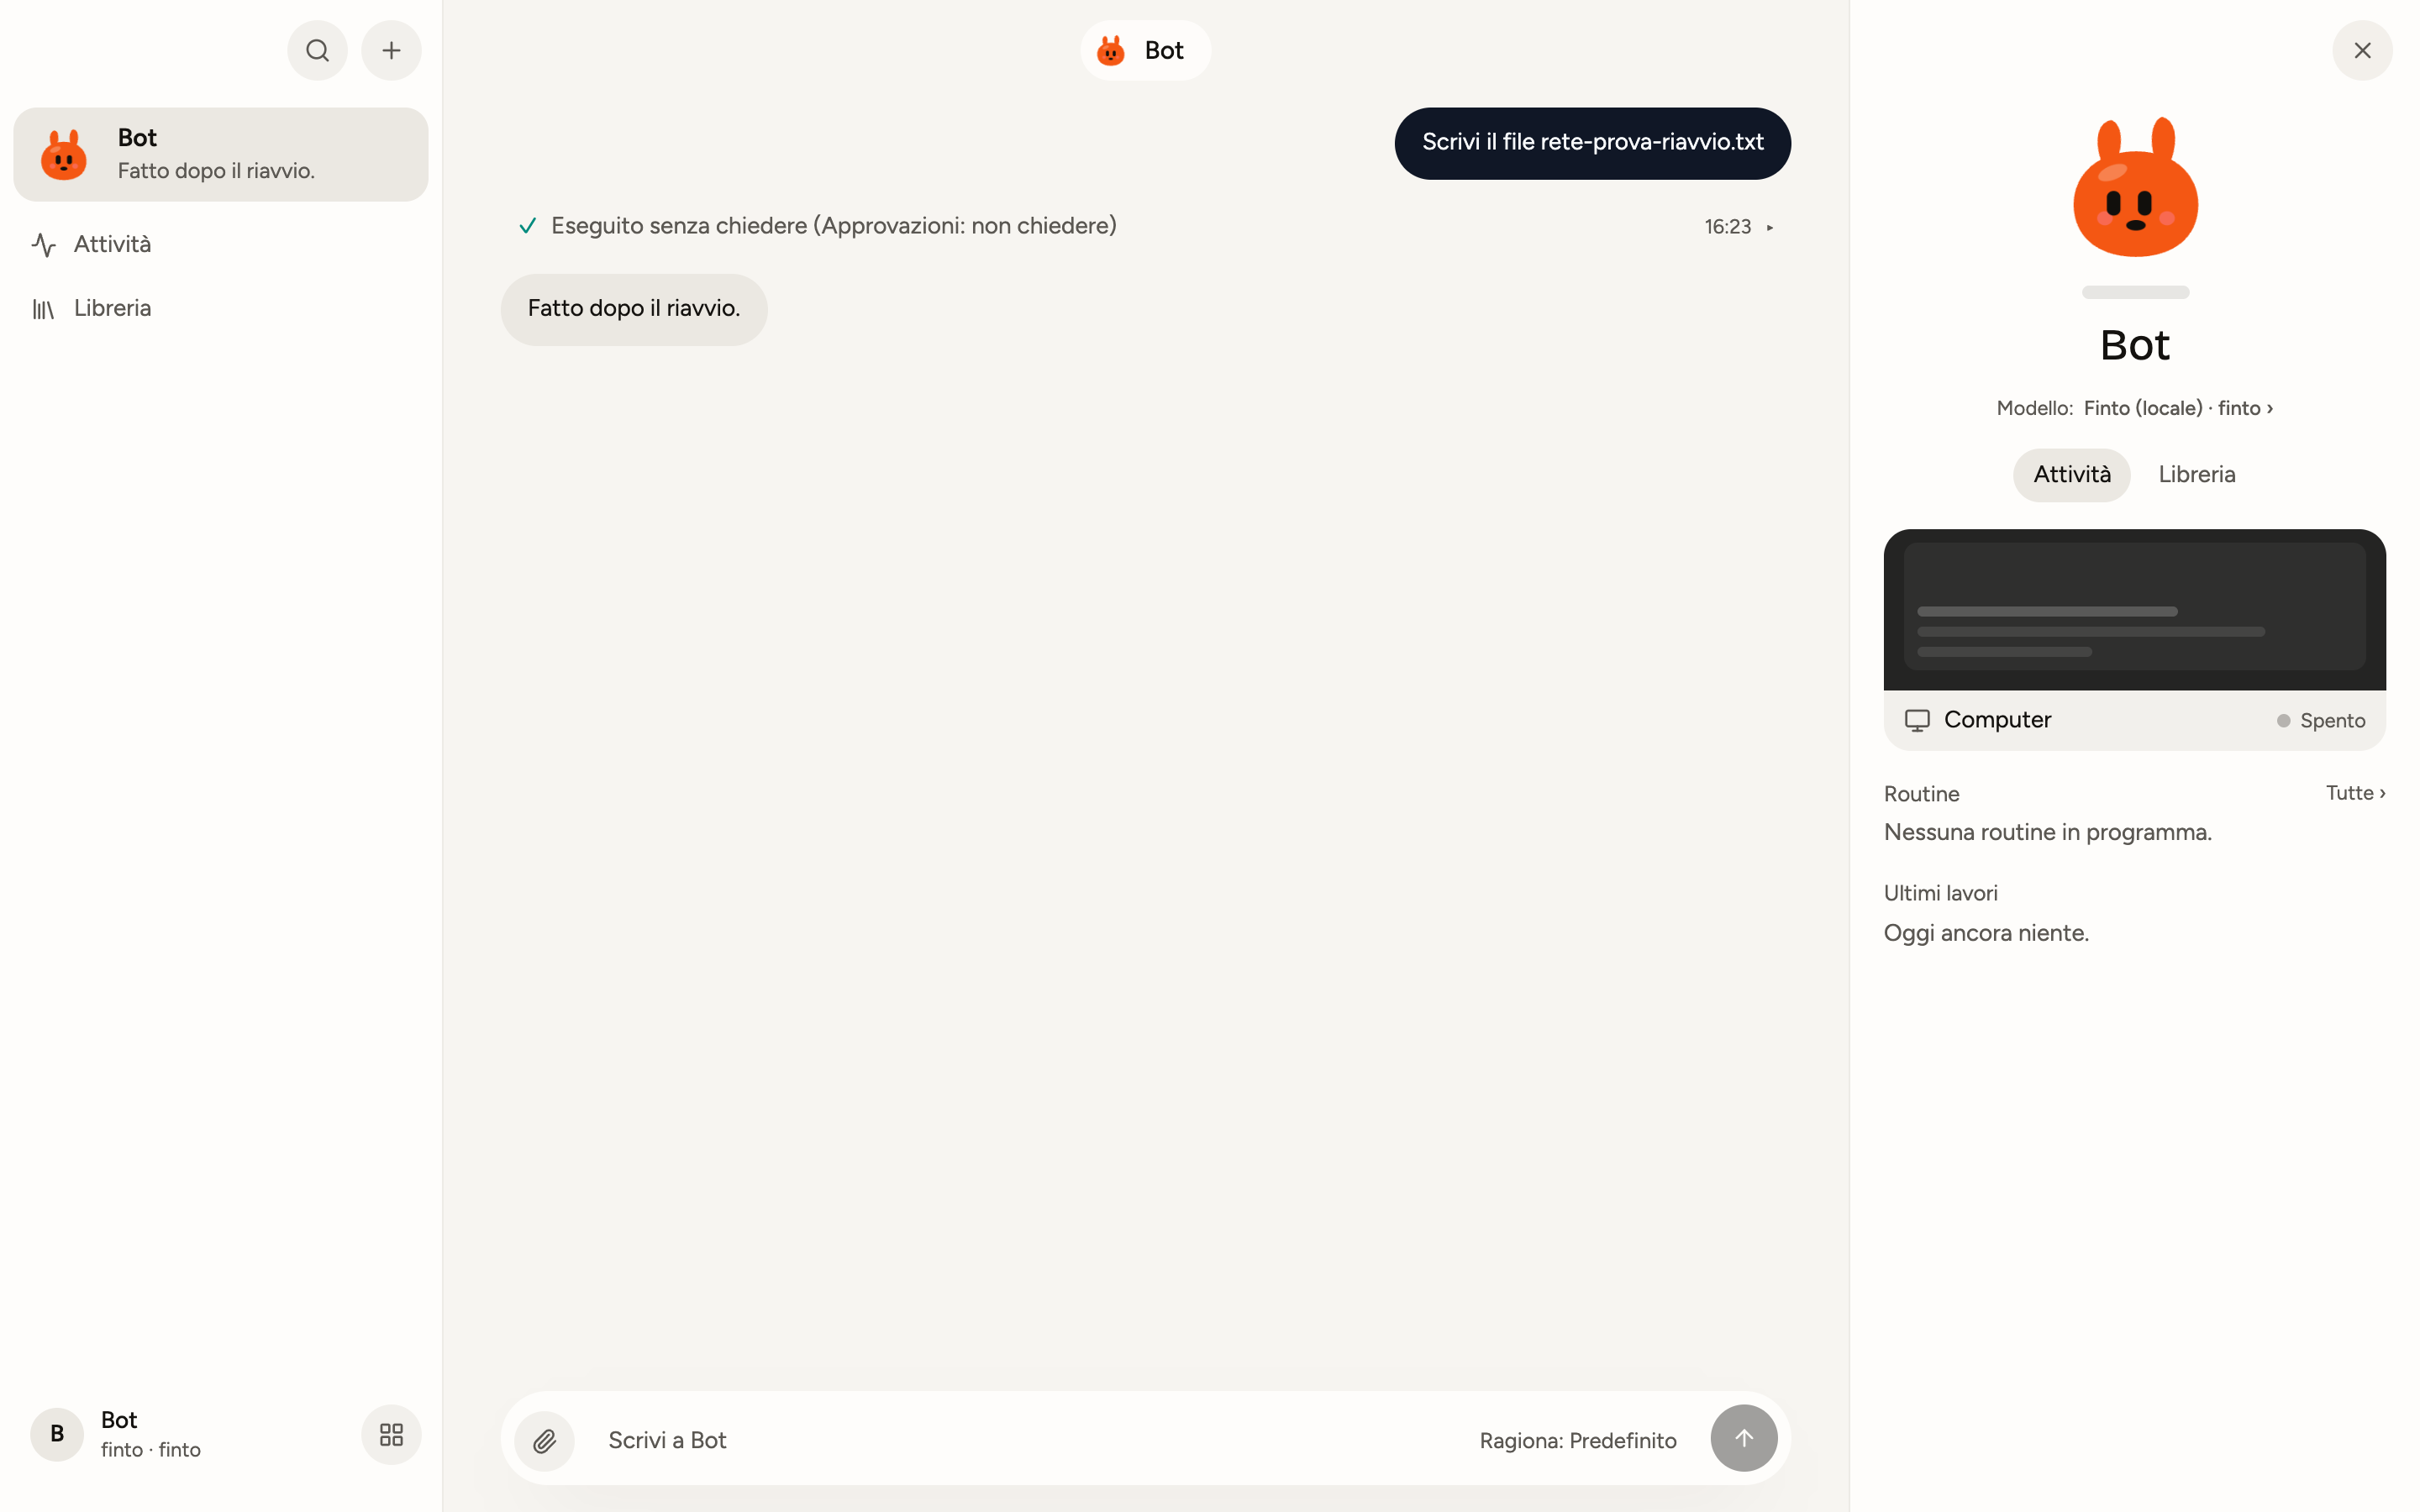 Bot
Fatto dopo il riavvio.
Attività
Libreria
B
Bot
finto · finto
Bot
Scrivi il file rete-prova-riavvio.txt
Eseguito senza chiedere (Approvazioni: non chiedere)
16:23
Fatto dopo il riavvio.
Scrivi a Bot
Ragiona: Predefinito
Bot
Modello: Finto (locale) · finto ›
Attività
Libreria
Computer
Spento
Routine
Tutte ›
Nessuna routine in programma.
Ultimi lavori
Oggi ancora niente.